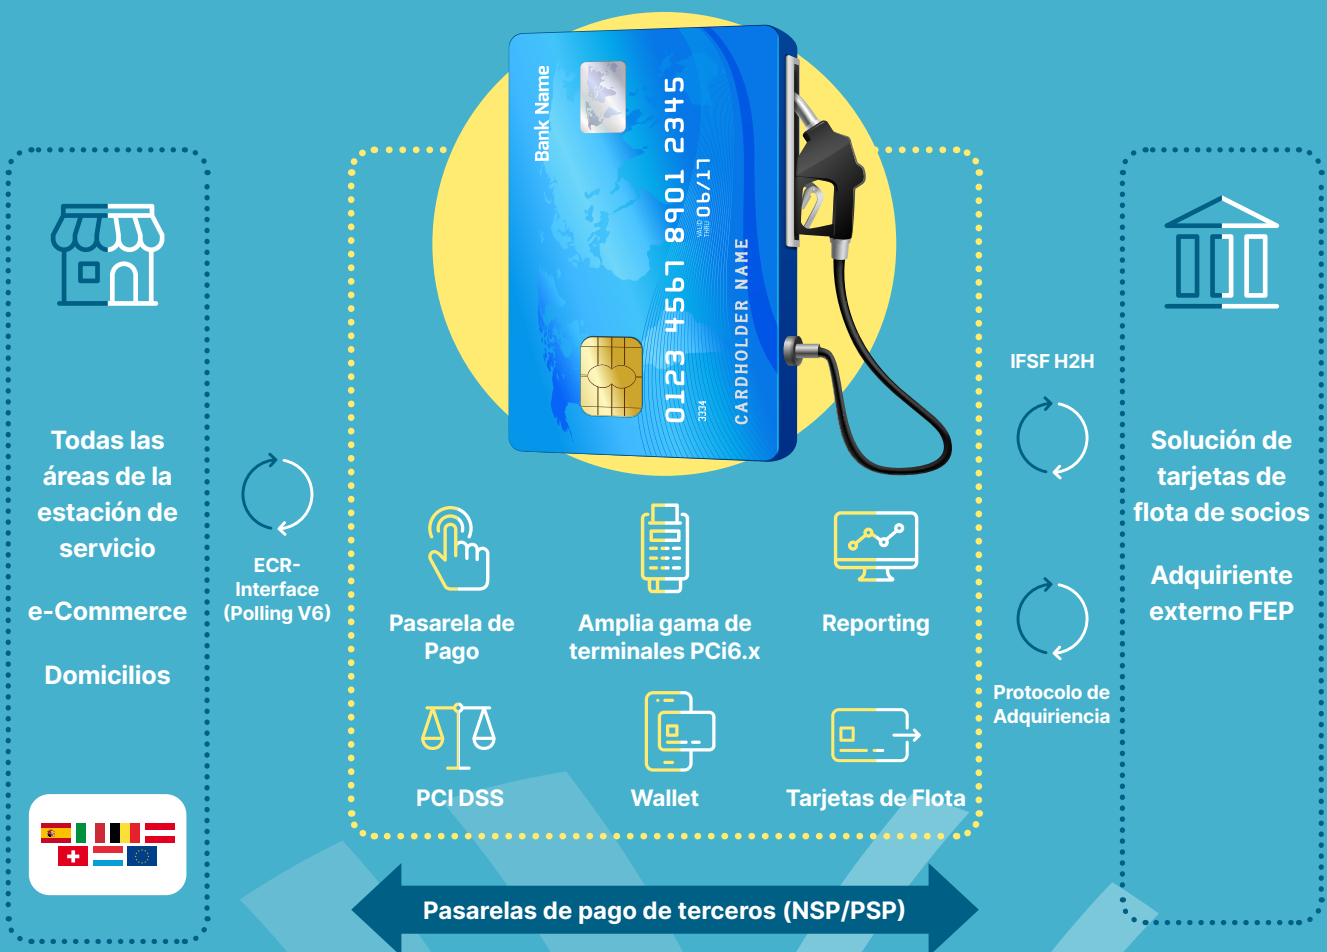 Bank Name
0123 4567 8901 2345
3334
VALID
THRU
06/17
CARDHOLDER NAME
Todas las
áreas de la
estación de
servicio
e-Commerce
Domicilios
ECR-
Interface
(Polling V6)
Pasarela de
Pago
Amplia gama de
terminales PCi6.x
Reporting
PCI DSS
Wallet
Tarjetas de Flota
IFSF H2H
Protocolo de
Adquiriencia
Solución de
tarjetas de
flota de socios
Adquiriente
externo FEP
Pasarelas de pago de terceros (NSP/PSP)